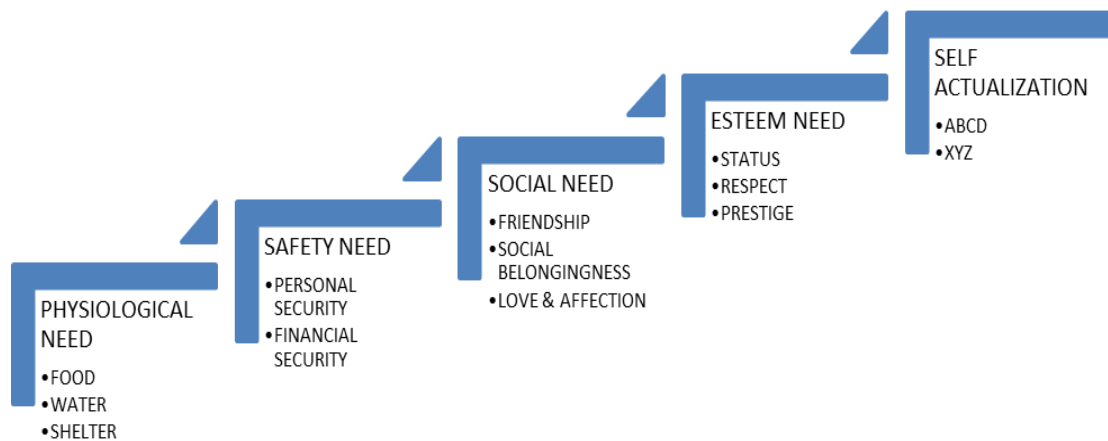 PHYSIOLOGICAL
NEED
•FOOD
•WATER
•SHELTER
SAFETY NEED
•PERSONAL
SECURITY
•FINANCIAL
SECURITY
SOCIAL NEED
•FRIENDSHIP
•SOCIAL
BELONGINGNESS
•LOVE & AFFECTION
ESTEEM NEED
•STATUS
•RESPECT
•PRESTIGE
SELF
ACTUALIZATION
•ABCD
•XYZ